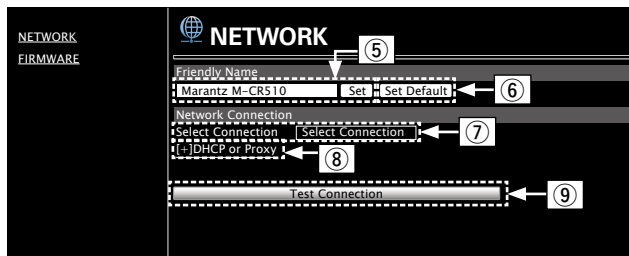 NETWORK
FIRMWARE
NETWORK
⑤
Friendly Name
Marantz M-CR510 Set Set Default
⑥
Network Connection
Select Connection Select Connection
⑦
[+]DHCP or Proxy
⑧
Test Connection
⑨